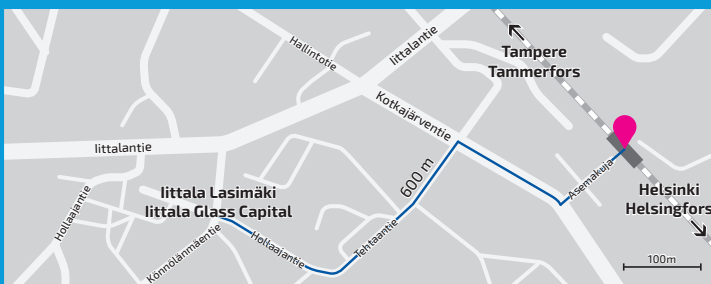 Hallintotie
Iittalantie
Tampere
Tammerfors
Kotkajärventie
Iittalantie
600 m
Asemakuja
Iittala Lasimäki
Iittala Glass Capital
Helsinki
Helsingfors
Hollaajantie
Könnölänmäentie
Hollaajantie
Tehtaantie
100m